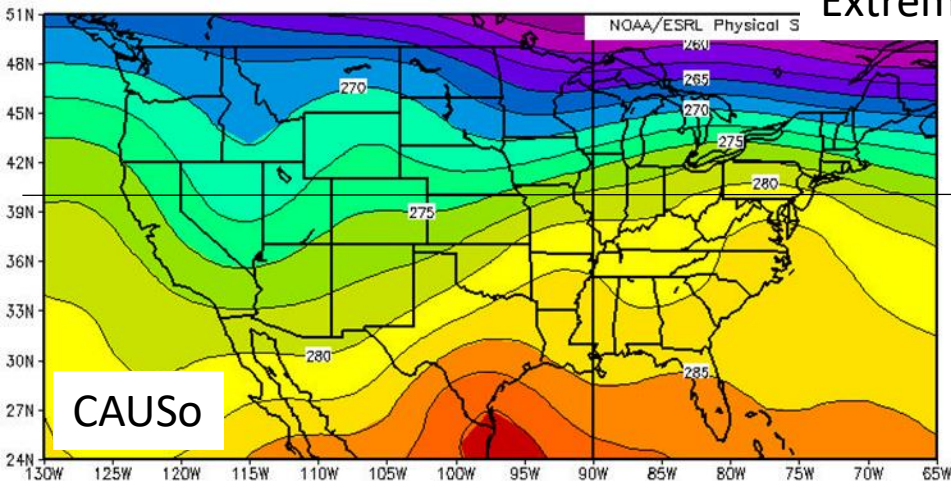 Extrem
NOAA/ESRL Physical S
51N
48N
45N
42N
39N
36N
33N
30N
27N
24N
260
265
270
270
275
280
275
280
285
CAUSo
130W 125W 120W 115W 110W 105W 100W 95W 90W 85W 80W 75W 70W 65W